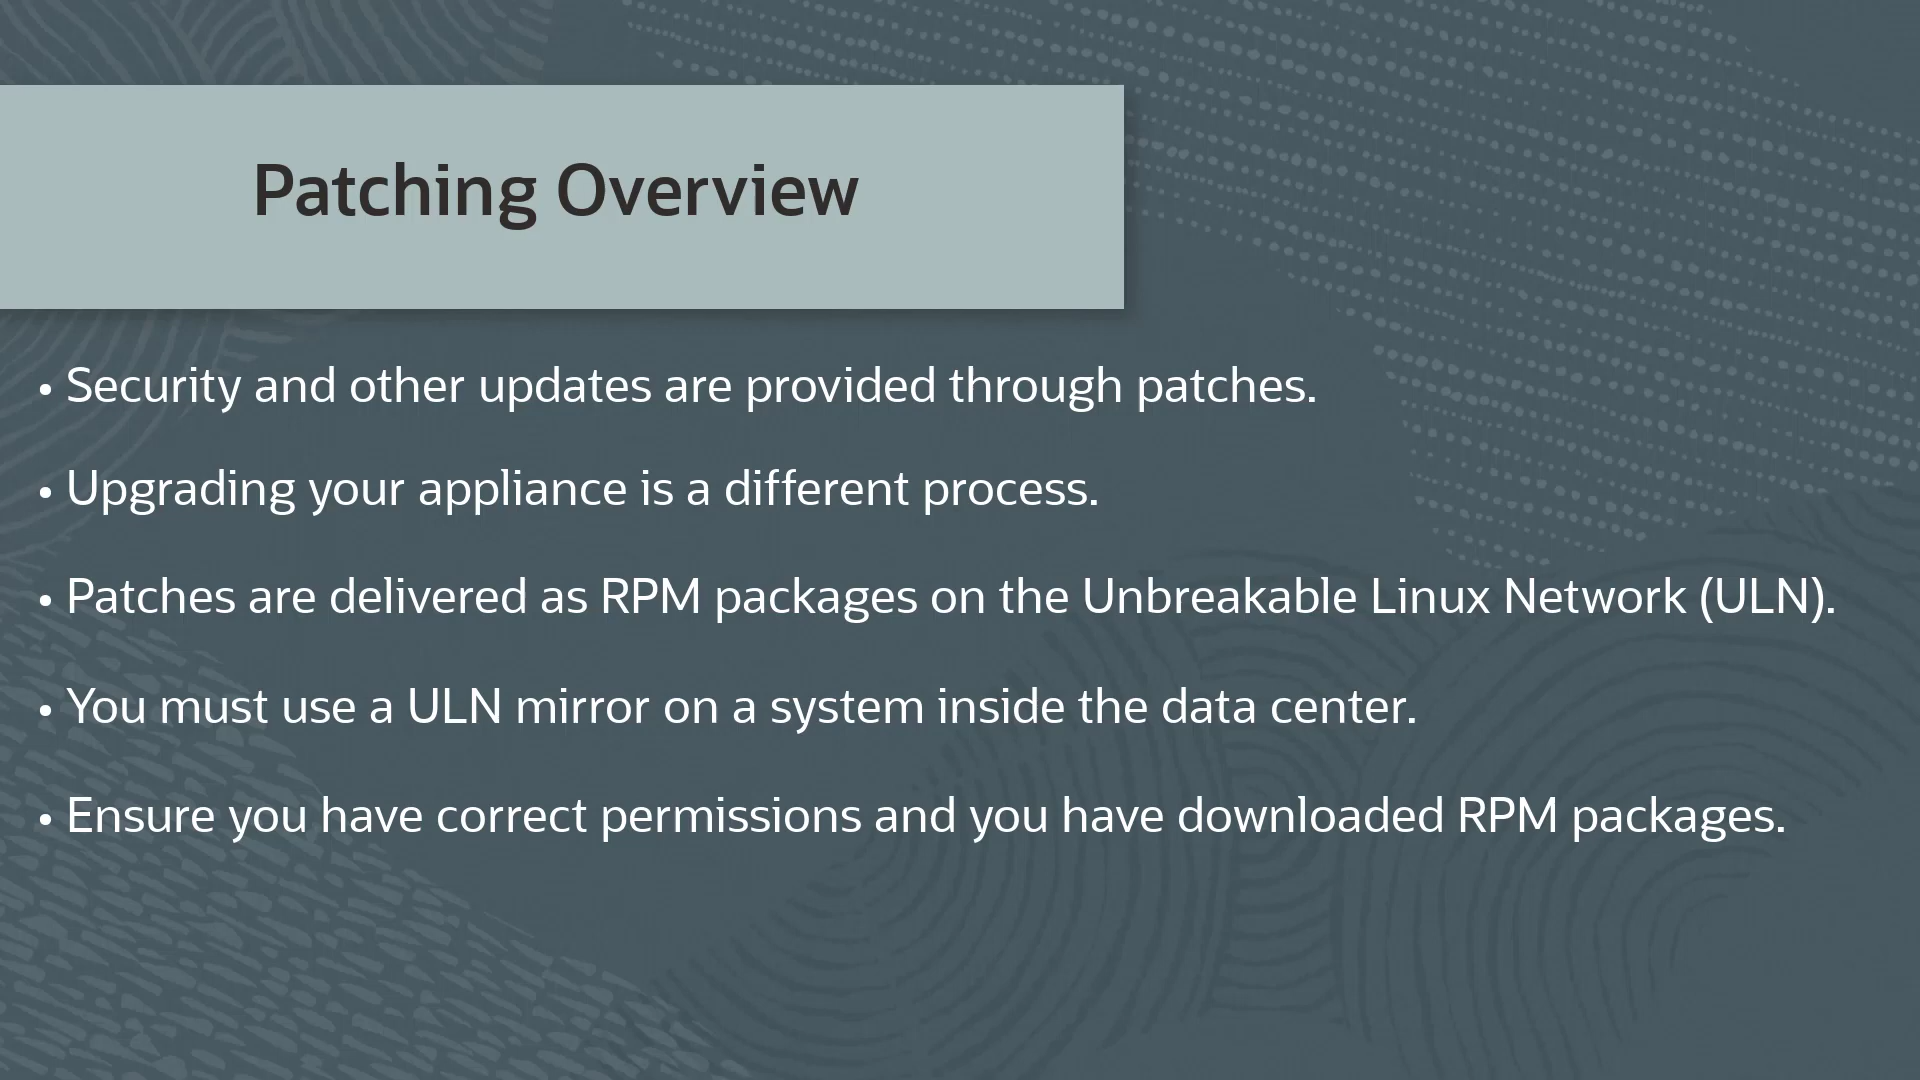 Patching Overview
• Security and other updates are provided through patches.
• Upgrading your appliance is a different process.
• Patches are delivered as RPM packages on the Unbreakable Linux Network (ULN).
• You must use a ULN mirror on a system inside the data center.
• Ensure you have correct permissions and you have downloaded RPM packages.